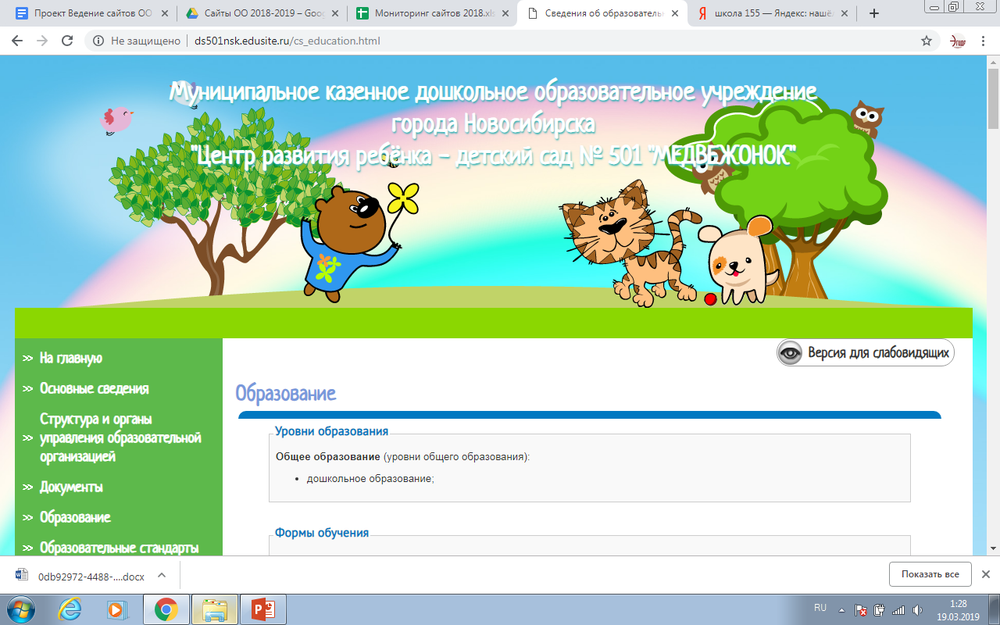 Проект Ведение сайтов ОО
Сайты ОО 2018-2019 – Goog
Мониторинг сайтов 2018.xls
Сведения об образователь
школа 155 — Яндекс: нашёл
Не защищено
ds501nsk.edusite.ru/cs_education.html
Муниципальное казенное дошкольное образовательное учреждение
города Новосибирска
"Центр развития ребёнка – детский сад № 501 "МЕДВЕЖОНОК"
Версия для слабовидящих
На главную
Основные сведения
Структура и органы
управления образовательной
организацией
Документы
Образование
Образовательные стандарты
Образование
Уровни образования
Общее образование (уровни общего образования):
дошкольное образование;
Формы обучения
0db92972-4488-....docx
Показать все
RU
1:28
19.03.2019